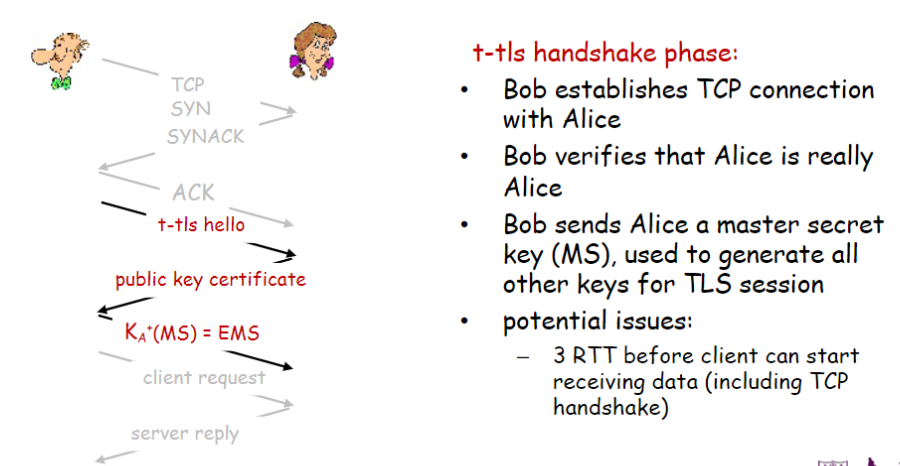 TCP
SYN
SYNACK
ACK
t-tls hello
public key certificate
K_A⁺(MS) = EMS
client request
server reply
t-tls handshake phase:
• Bob establishes TCP connection
with Alice
• Bob verifies that Alice is really
Alice
• Bob sends Alice a master secret
key (MS), used to generate all
other keys for TLS session
• potential issues:
– 3 RTT before client can start
receiving data (including TCP
handshake)